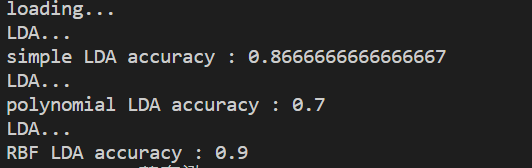 loading...
LDA...
simple LDA accuracy : 0.8666666666666667
LDA...
polynomial LDA accuracy : 0.7
LDA...
RBF LDA accuracy : 0.9